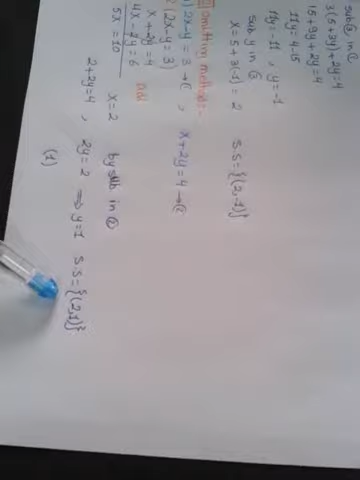 sub ③ in ①
3(5+3y)+2y=4
15+9y+2y=4
11y=4-15
11y=-11 , y=-1
sub y in ③
x=5+3(-1)=2 S.S={(2,-1)}
methods:-
2x-y=3→① , x+2y=4→②
2(2x-y=3)
x+2y=4
4x-2y=6 add
5x=10
x=2 by sub in ②
2+2y=4 , 2y=2 ⇒ y=1 S.S={(2,1)}
(1)